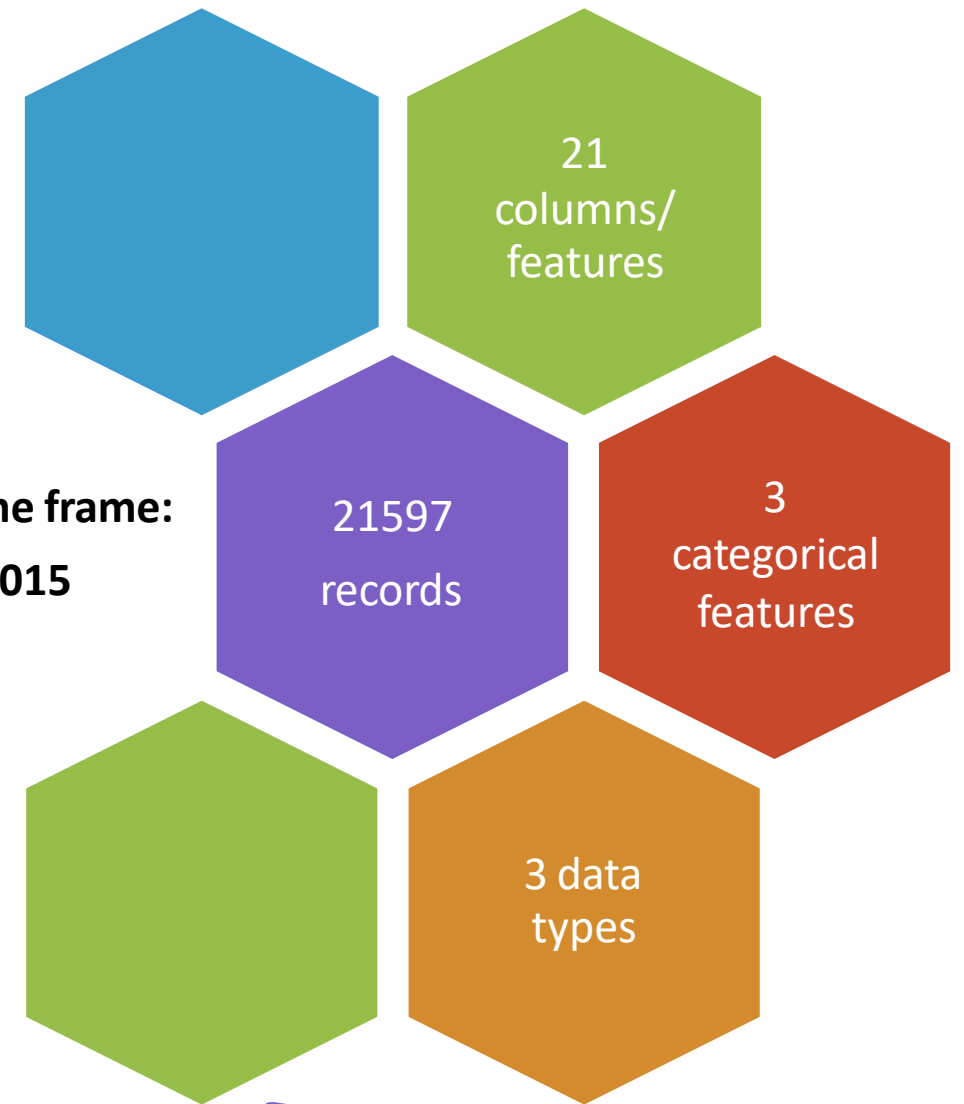 21
columns/
features
ne frame:
015
21597
records
3
categorical
features
3 data
types